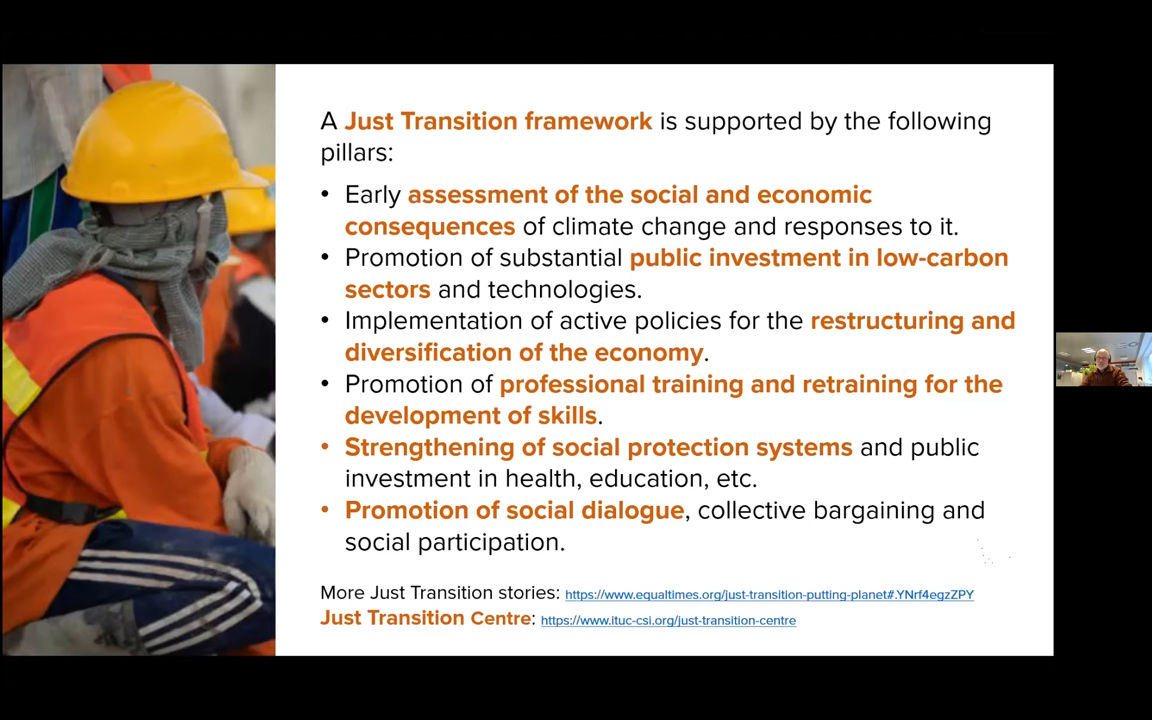 A Just Transition framework is supported by the following
pillars:
• Early assessment of the social and economic
consequences of climate change and responses to it.
• Promotion of substantial public investment in low-carbon
sectors and technologies.
• Implementation of active policies for the restructuring and
diversification of the economy.
• Promotion of professional training and retraining for the
development of skills.
• Strengthening of social protection systems and public
investment in health, education, etc.
• Promotion of social dialogue, collective bargaining and
social participation.
More Just Transition stories: https://www.equaltimes.org/just-transition-putting-planet#.YNrf4egzZPY
Just Transition Centre: https://www.ituc-csi.org/just-transition-centre